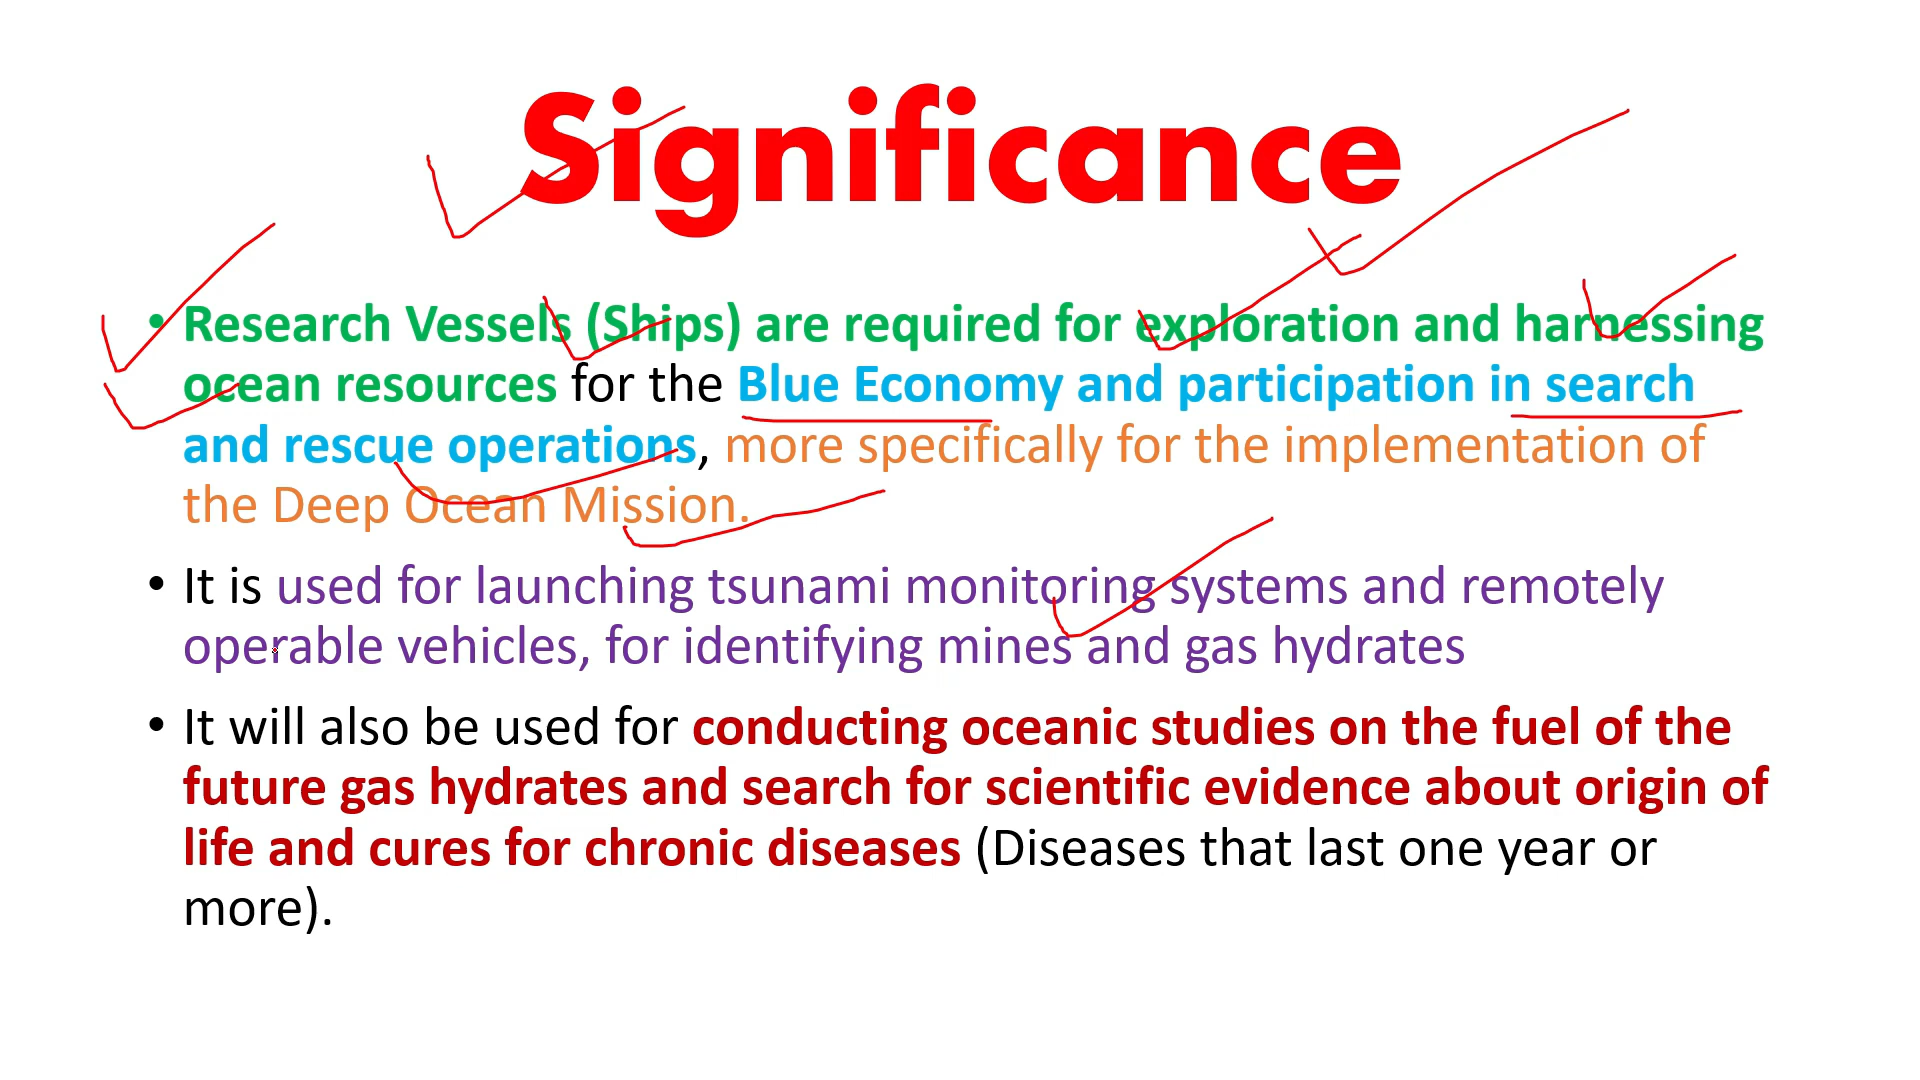 Significance
• Research Vessels (Ships) are required for exploration and harnessing
ocean resources for the Blue Economy and participation in search
and rescue operations, more specifically for the implementation of
the Deep Ocean Mission.
• It is used for launching tsunami monitoring systems and remotely
operable vehicles, for identifying mines and gas hydrates
• It will also be used for conducting oceanic studies on the fuel of the
future gas hydrates and search for scientific evidence about origin of
life and cures for chronic diseases (Diseases that last one year or
more).